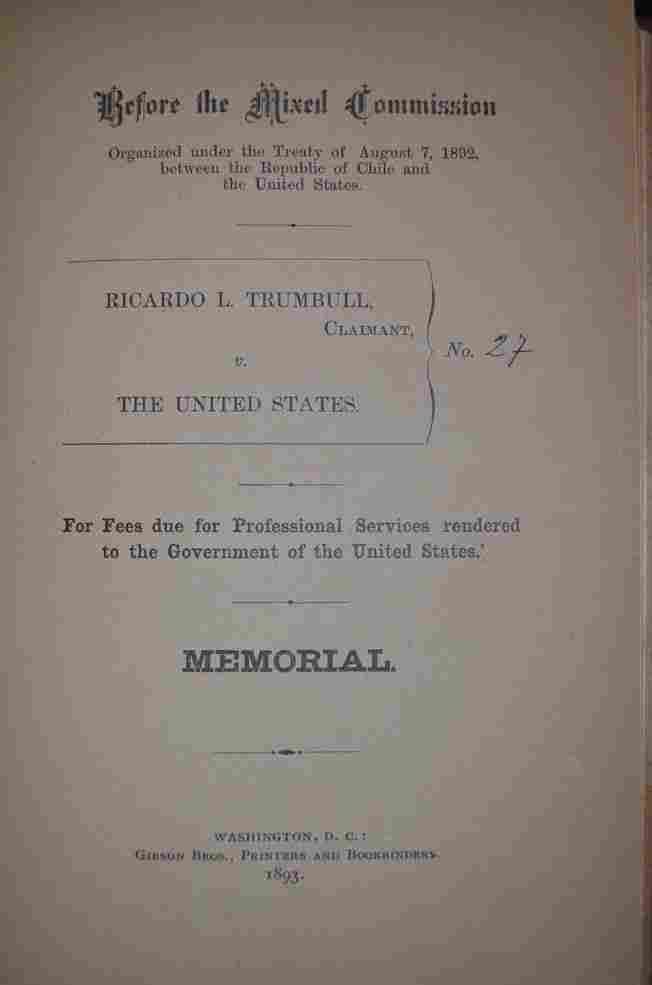 Before the Mixed Commission
Organized under the Treaty of August 7, 1892,
between the Republic of Chile and
the United States.
RICARDO L. TRUMBULL,
CLAIMANT,
v.
No. 27
THE UNITED STATES.
For Fees due for Professional Services rendered
to the Government of the United States.'
MEMORIAL.
WASHINGTON, D. C.:
GIBSON BROS., PRINTERS AND BOOKBINDERS.
1893.